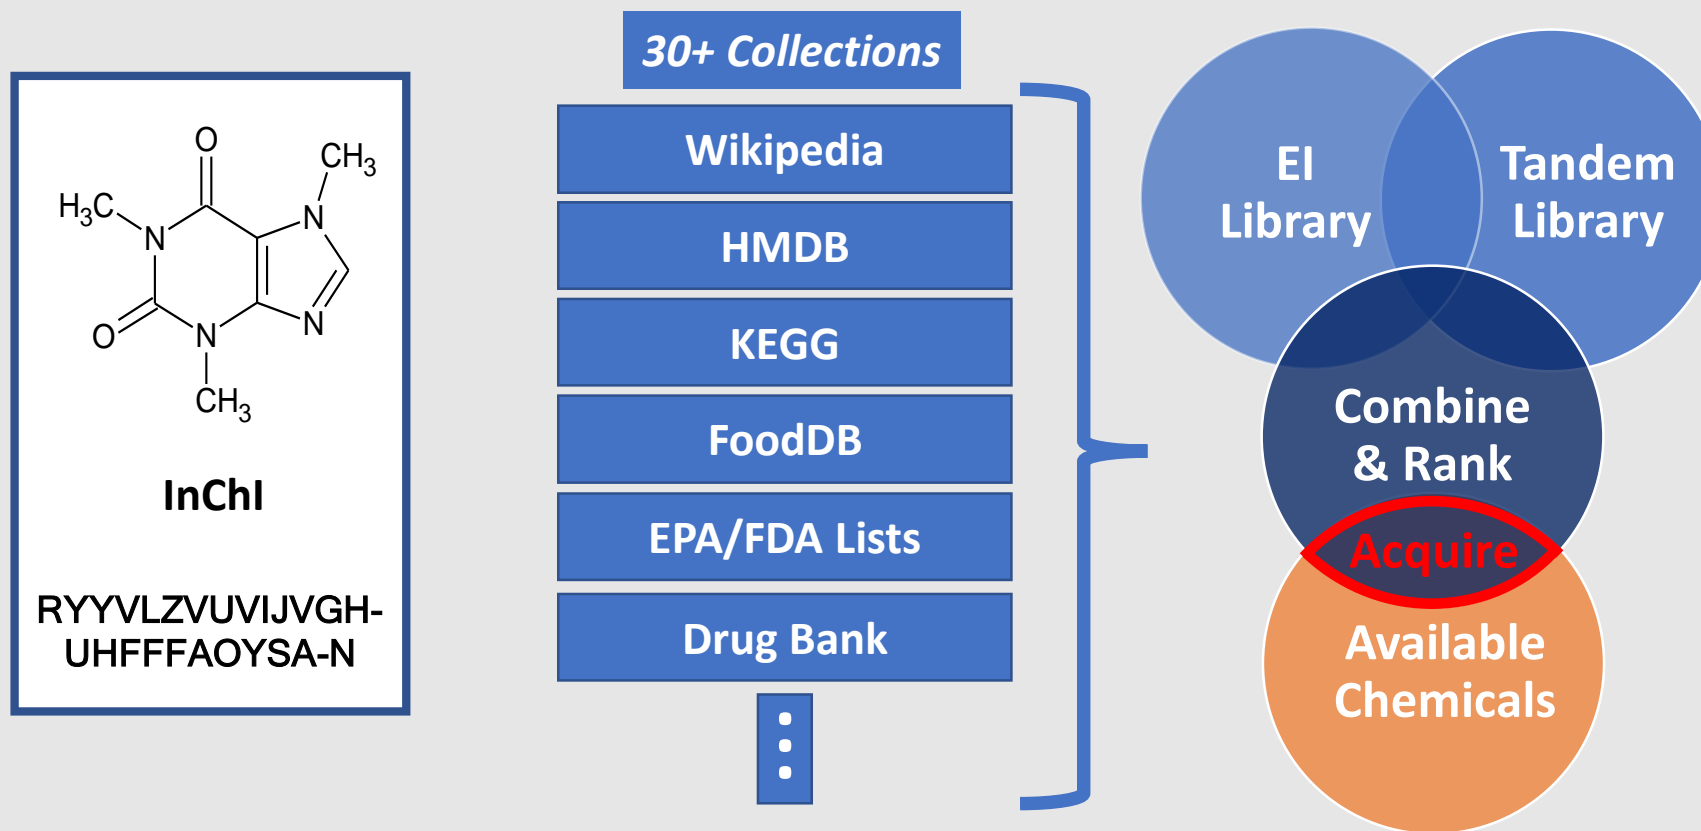 O
CH3
H3C
N
N
O
N
N
CH3
InChI
RYYVLZVUVIJVGH-
UHFFFAOYSA-N
30+ Collections
Wikipedia
HMDB
KEGG
FoodDB
EPA/FDA Lists
Drug Bank
EI
Library
Tandem
Library
Combine
& Rank
Acquire
Available
Chemicals